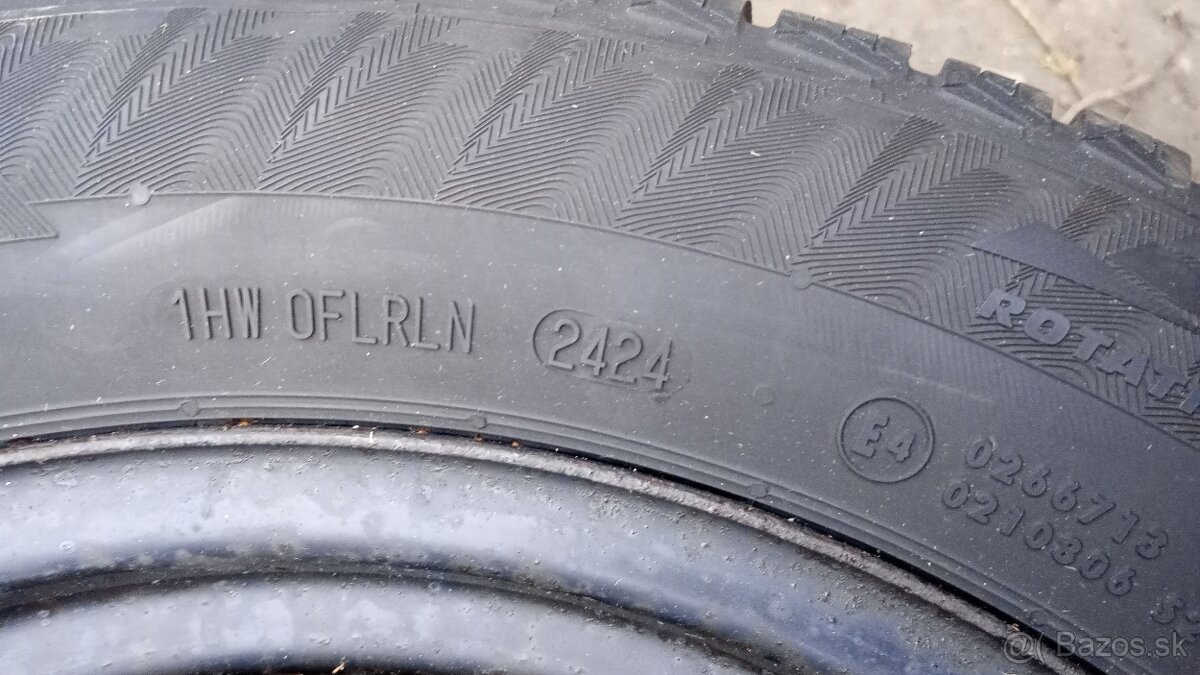 1HW 0FLRLN 2424
ROTATI
E4
0266713
0210806 S
@ Bazos.sk